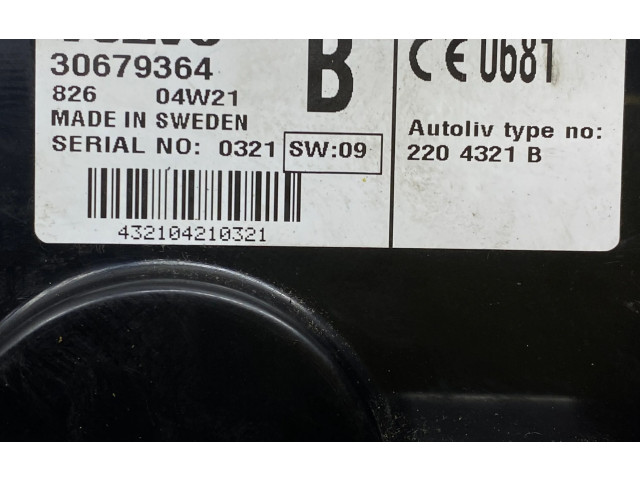 VOLVO
30679364
B
826 04W21
MADE IN SWEDEN
SERIAL NO: 0321 SW:09
432104210321
CE 0681
Autoliv type no:
220 4321 B